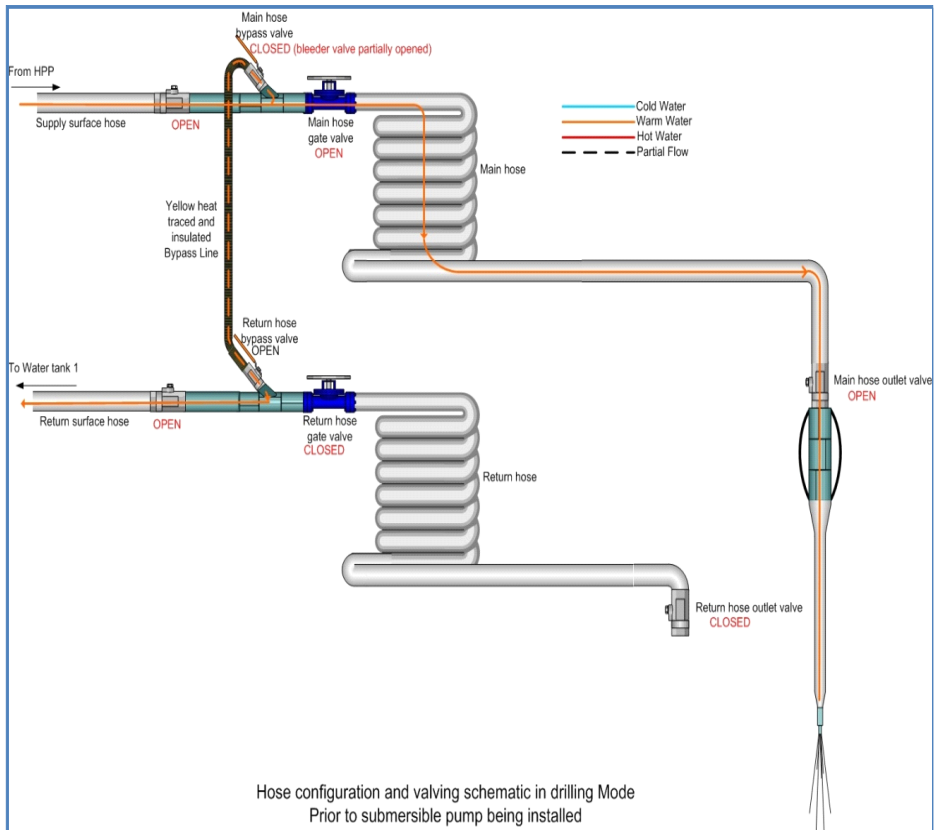 Main hose
bypass valve
CLOSED (bleeder valve partially opened)
From HPP
Supply surface hose
OPEN
Main hose
gate valve
OPEN
Main hose
Cold Water
Warm Water
Hot Water
Partial Flow
Yellow heat
traced and
insulated
Bypass Line
Return hose
bypass valve
OPEN
To Water tank 1
Return surface hose
OPEN
Return hose
gate valve
CLOSED
Return hose
Main hose outlet valve
OPEN
Return hose outlet valve
CLOSED
Hose configuration and valving schematic in drilling Mode
Prior to submersible pump being installed